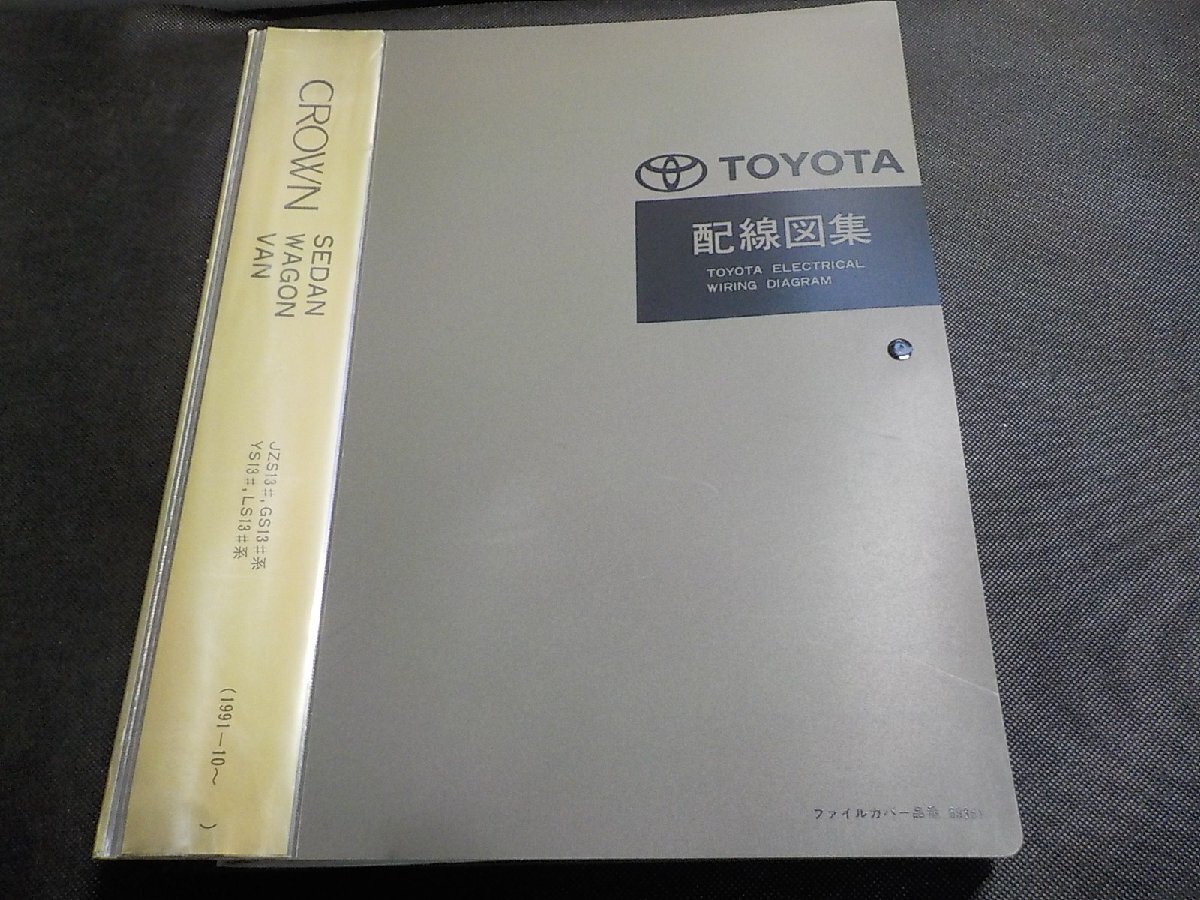 CROWN
SEDAN
WAGON
VAN
JZS13#,GS13#系
YS13#,LS13#系
(1991—10～ )
TOYOTA
配線図集
TOYOTA ELECTRICAL
WIRING DIAGRAM
ファイルカバー品番